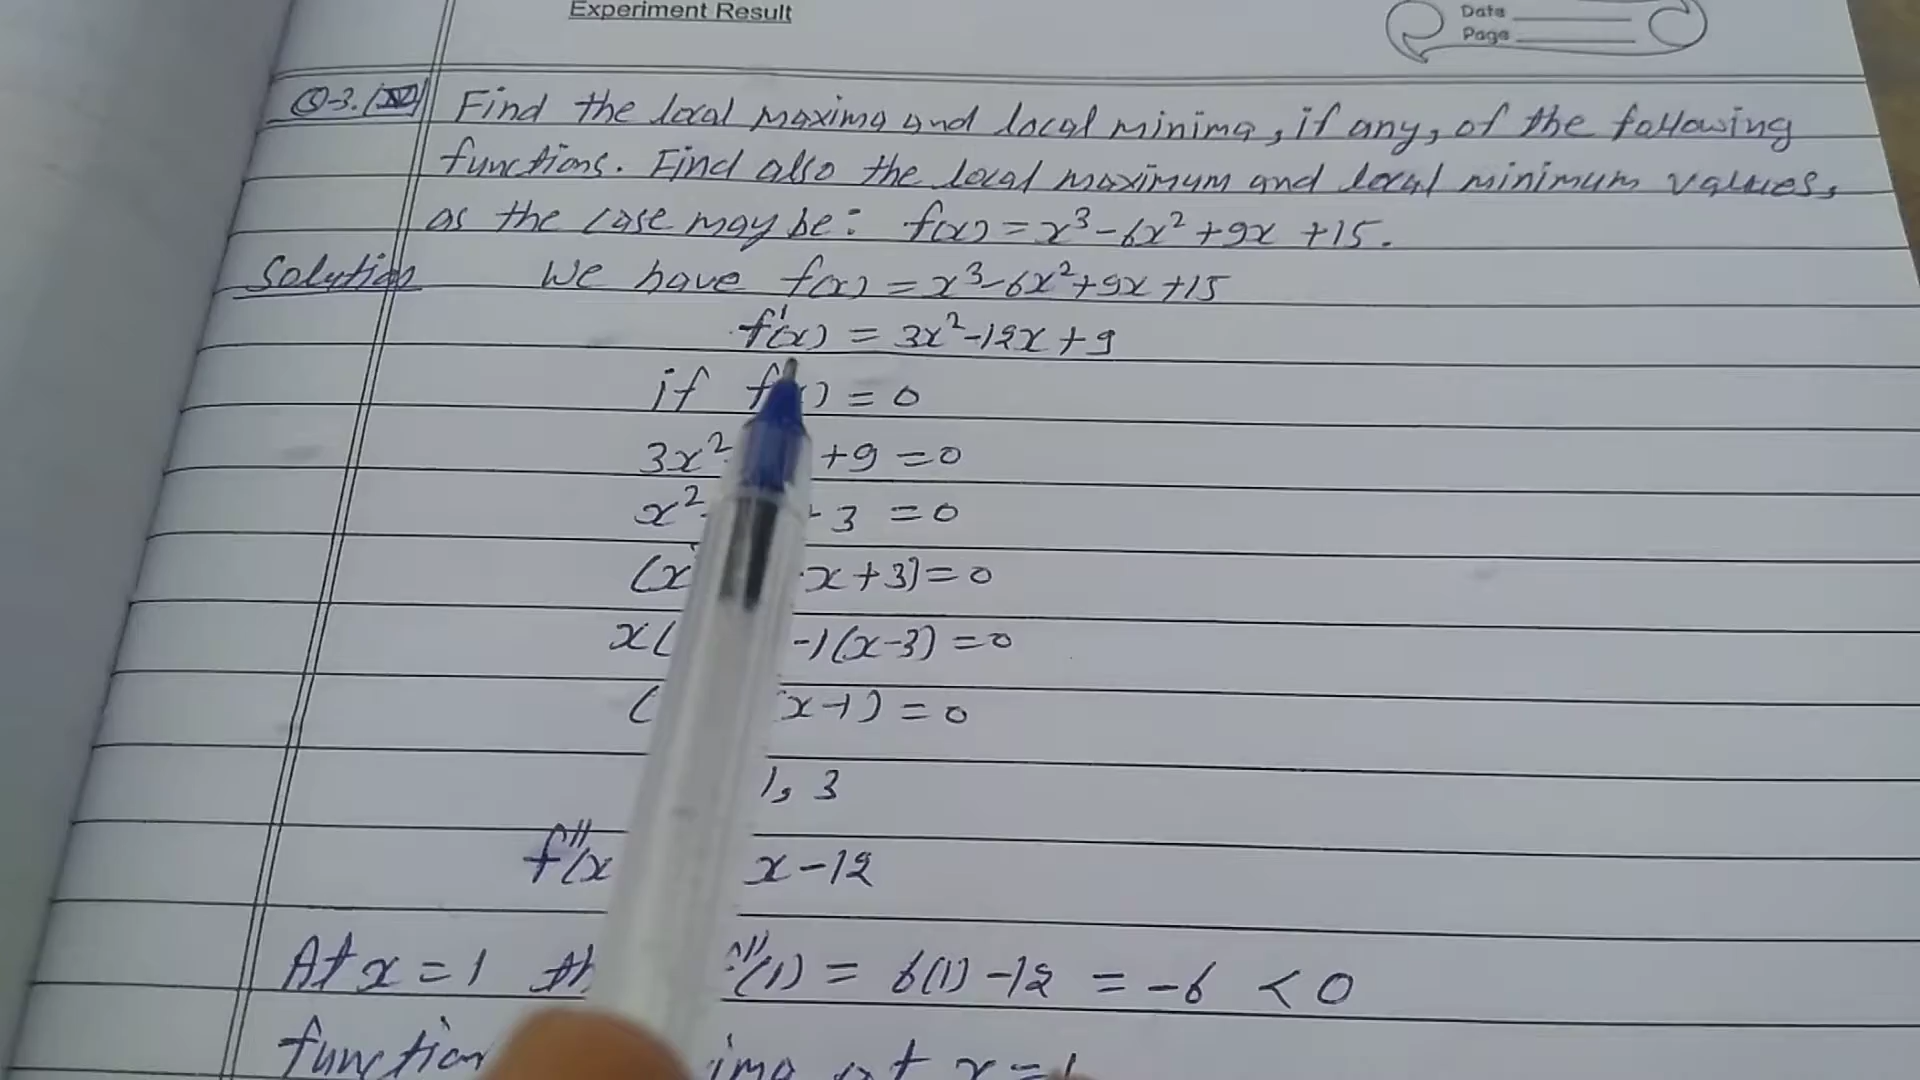 Experiment Result
Date
Page
Q-3. (IV) Find the local maxima and local minima, if any, of the following
functions. Find also the local maximum and local minimum values,
as the case may be: f(x) = x³-6x²+9x +15.
Solution We have f(x) = x³-6x²+9x+15
f'(x) = 3x²-12x+9
if f ) = 0
3x² +9 =0
x² 3 =0
(x x+3)=0
x( -1(x-3) =0
( x-1) = 0
1, 3
f''(x x-12
At x=1 f''(1) = 6(1)-12 = -6 < 0
function at x=1